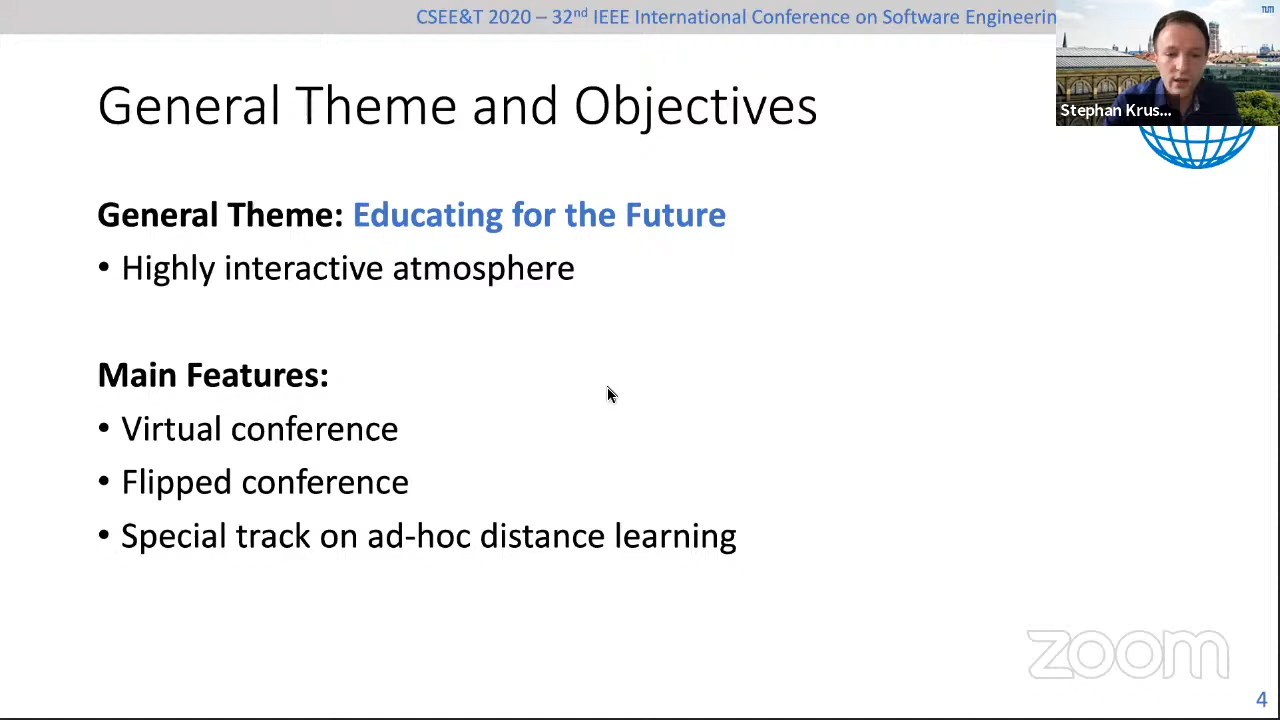 CSEE&T 2020 – 32nd IEEE International Conference on Software Engineerin
TUM
Stephan Krus...
General Theme and Objectives
General Theme: Educating for the Future
• Highly interactive atmosphere
Main Features:
• Virtual conference
• Flipped conference
• Special track on ad-hoc distance learning
zoom
4